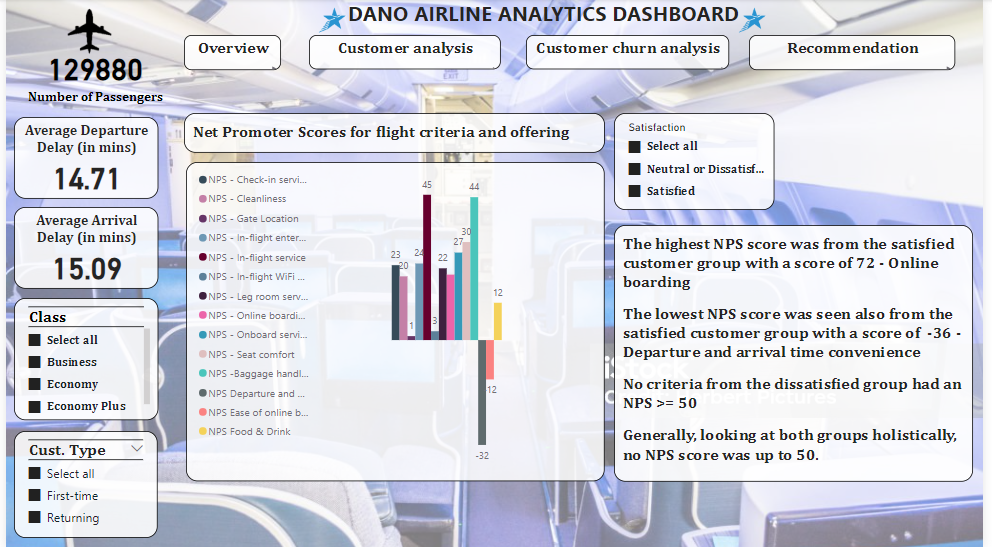 DANO AIRLINE ANALYTICS DASHBOARD
129880
Number of Passengers
Overview
Customer analysis
Customer churn analysis
Recommendation
EXIT
Average Departure
Delay (in mins)
14.71
Average Arrival
Delay (in mins)
15.09
Class
Select all
Business
Economy
Economy Plus
Cust. Type
Select all
First-time
Returning
Net Promoter Scores for flight criteria and offering
NPS - Check-in servi...
NPS - Cleanliness
NPS - Gate Location
NPS - In-flight enter...
NPS - In-flight service
NPS - In-flight WiFi ...
NPS - Leg room serv...
NPS - Online boardi...
NPS - Onboard servi...
NPS - Seat comfort
NPS -Baggage handl...
NPS Departure and ...
NPS Ease of online b...
NPS Food & Drink
23
20
1
24
45
3
22
27
30
44
-32
12
12
Satisfaction
Select all
Neutral or Dissatisf...
Satisfied
The highest NPS score was from the satisfied
customer group with a score of 72 - Online
boarding
The lowest NPS score was seen also from the
satisfied customer group with a score of -36 -
Departure and arrival time convenience
No criteria from the dissatisfied group had an
NPS >= 50
Generally, looking at both groups holistically,
no NPS score was up to 50.